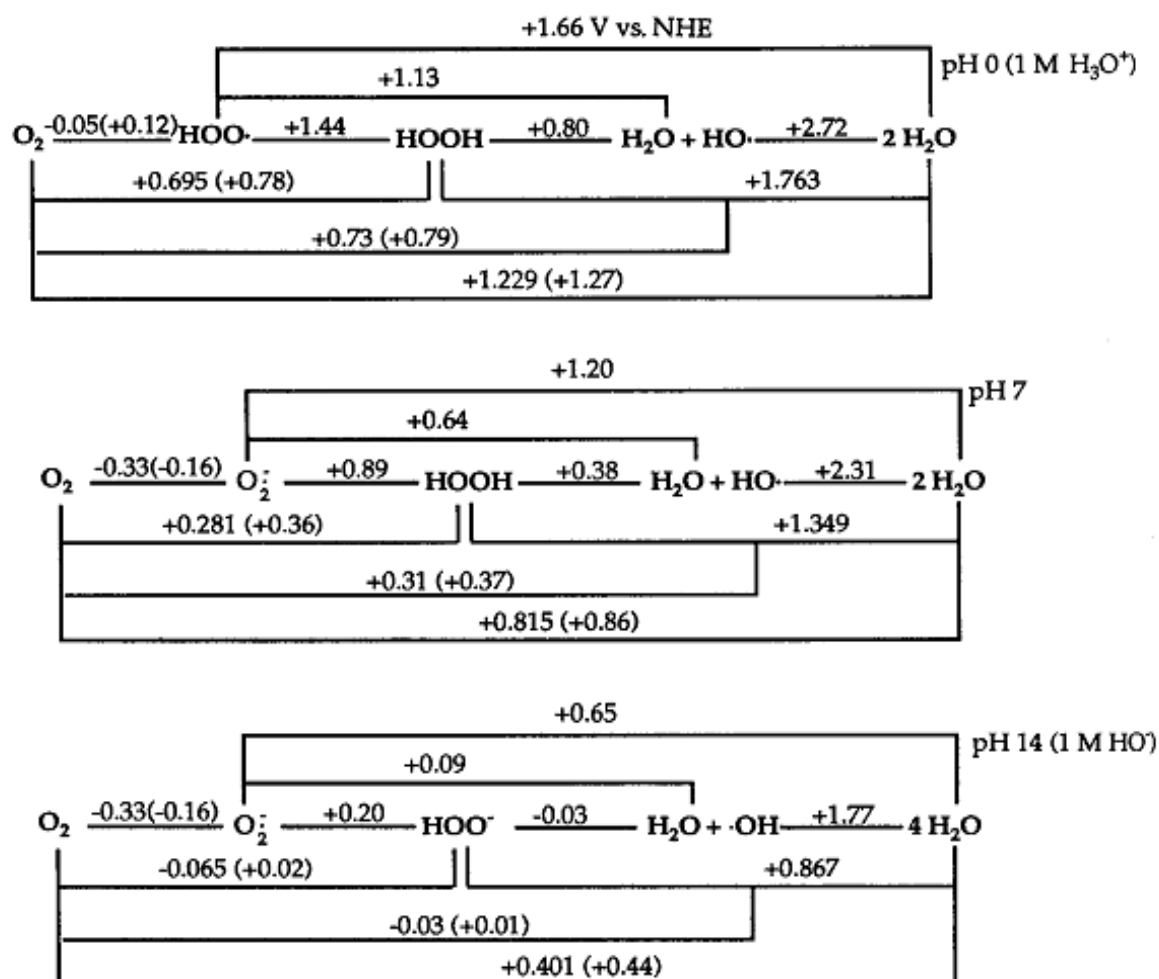 +1.66 V vs. NHE
pH 0 (1 M H₃O⁺)
+1.13
O₂ -0.05(+0.12) HOO· +1.44 HOOH +0.80 H₂O + HO· +2.72 2 H₂O
+0.695 (+0.78) +1.763
+0.73 (+0.79)
+1.229 (+1.27)
+1.20
pH 7
+0.64
O₂ -0.33(-0.16) O₂·⁻ +0.89 HOOH +0.38 H₂O + HO· +2.31 2 H₂O
+0.281 (+0.36) +1.349
+0.31 (+0.37)
+0.815 (+0.86)
+0.65
pH 14 (1 M HO⁻)
+0.09
O₂ -0.33(-0.16) O₂·⁻ +0.20 HOO⁻ -0.03 H₂O + ·OH +1.77 4 H₂O
-0.065 (+0.02) +0.867
-0.03 (+0.01)
+0.401 (+0.44)